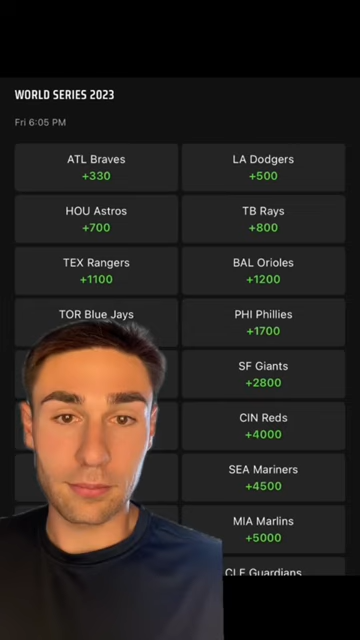 WORLD SERIES 2023
Fri 6:05 PM
ATL Braves
+330
LA Dodgers
+500
HOU Astros
+700
TB Rays
+800
TEX Rangers
+1100
BAL Orioles
+1200
TOR Blue Jays
PHI Phillies
+1700
SF Giants
+2800
CIN Reds
+4000
SEA Mariners
+4500
MIA Marlins
+5000
CLE Guardians